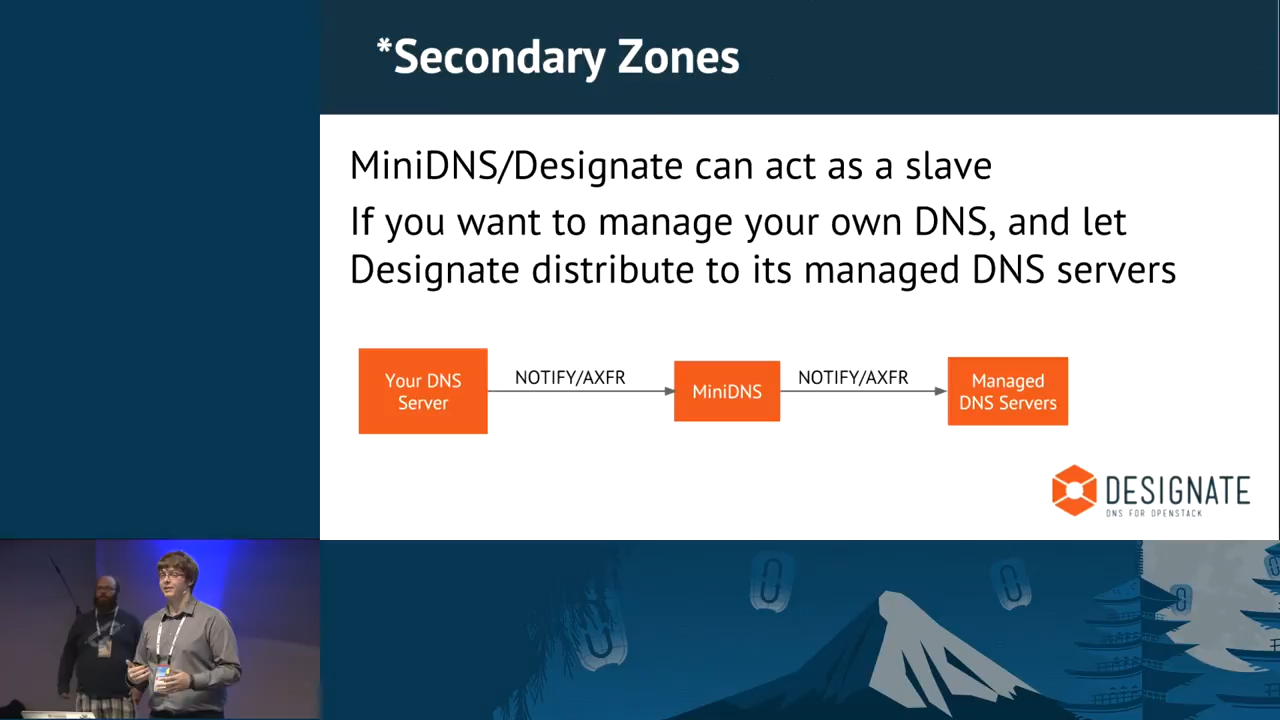 *Secondary Zones
MiniDNS/Designate can act as a slave
If you want to manage your own DNS, and let
Designate distribute to its managed DNS servers
Your DNS
Server
NOTIFY/AXFR
MiniDNS
NOTIFY/AXFR
Managed
DNS Servers
DESIGNATE
DNS FOR OPENSTACK